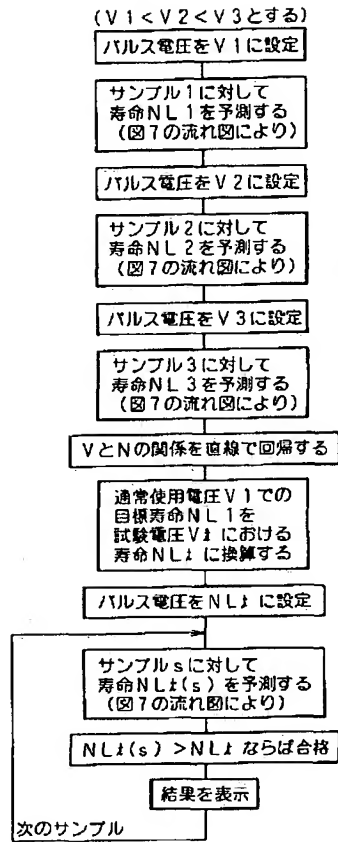 (V1<V2<V3とする)
パルス電圧をV1に設定
サンプル1に対して
寿命NL1を予測する
(図7の流れ図により)
パルス電圧をV2に設定
サンプル2に対して
寿命NL2を予測する
(図7の流れ図により)
パルス電圧をV3に設定
サンプル3に対して
寿命NL3を予測する
(図7の流れ図により)
VとNの関係を直線で回帰する
通常使用電圧V1での
目標寿命NL1を
試験電圧Vtにおける
寿命NLtに換算する
パルス電圧をNLtに設定
サンプルsに対して
寿命NLt(s)を予測する
(図7の流れ図により)
NLt(s)>NLtならば合格
結果を表示
次のサンプル